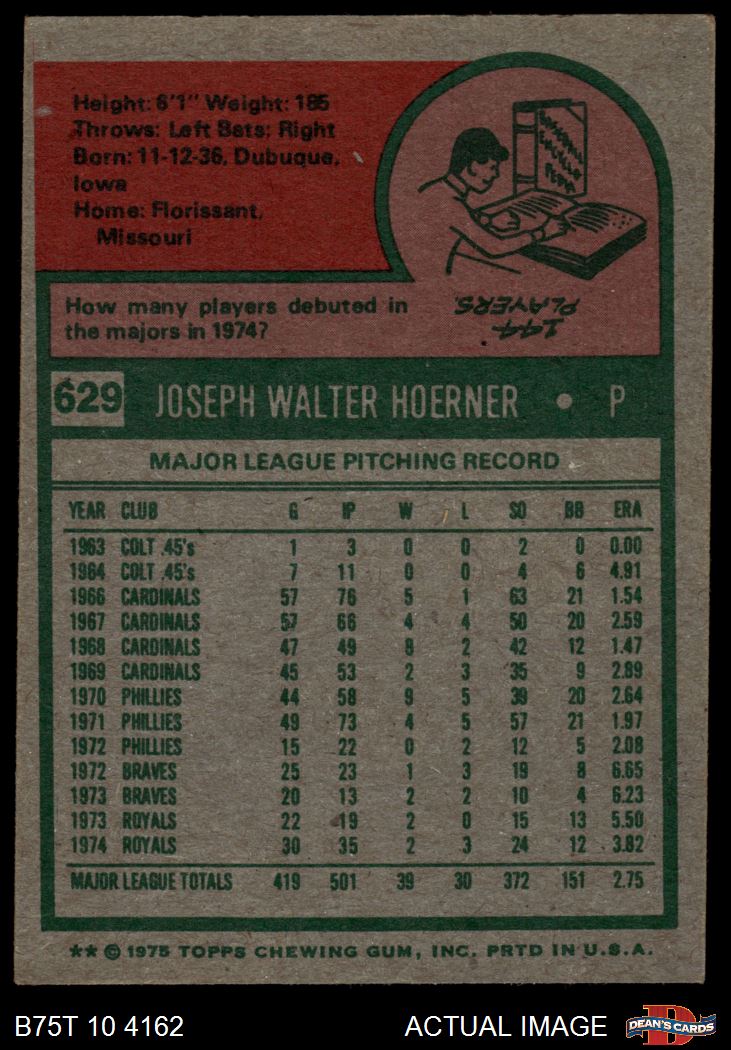 Height: 6'1" Weight: 185
Throws: Left Bats: Right
Born: 11-12-36, Dubuque,
Iowa
Home: Florissant,
Missouri
How many players debuted in
the majors in 1974?
144
PLAYERS.
629 JOSEPH WALTER HOERNER • P
MAJOR LEAGUE PITCHING RECORD
YEAR CLUB G IP W L SO BB ERA
1963 COLT .45's 1 3 0 0 2 0 0.00
1964 COLT .45's 7 11 0 0 4 6 4.91
1966 CARDINALS 57 76 5 1 63 21 1.54
1967 CARDINALS 57 66 4 4 50 20 2.59
1968 CARDINALS 47 49 8 2 42 12 1.47
1969 CARDINALS 45 53 2 3 35 9 2.89
1970 PHILLIES 44 58 9 5 39 20 2.64
1971 PHILLIES 49 73 4 5 57 21 1.97
1972 PHILLIES 15 22 0 2 12 5 2.08
1972 BRAVES 25 23 1 3 19 8 6.65
1973 BRAVES 20 13 2 2 10 4 6.23
1973 ROYALS 22 19 2 0 15 13 5.50
1974 ROYALS 30 35 2 3 24 12 3.82
MAJOR LEAGUE TOTALS 419 501 39 30 372 151 2.75
** © 1975 TOPPS CHEWING GUM, INC. PRTD IN U.S.A.
B75T 10 4162 ACTUAL IMAGE D DEAN'S CARDS